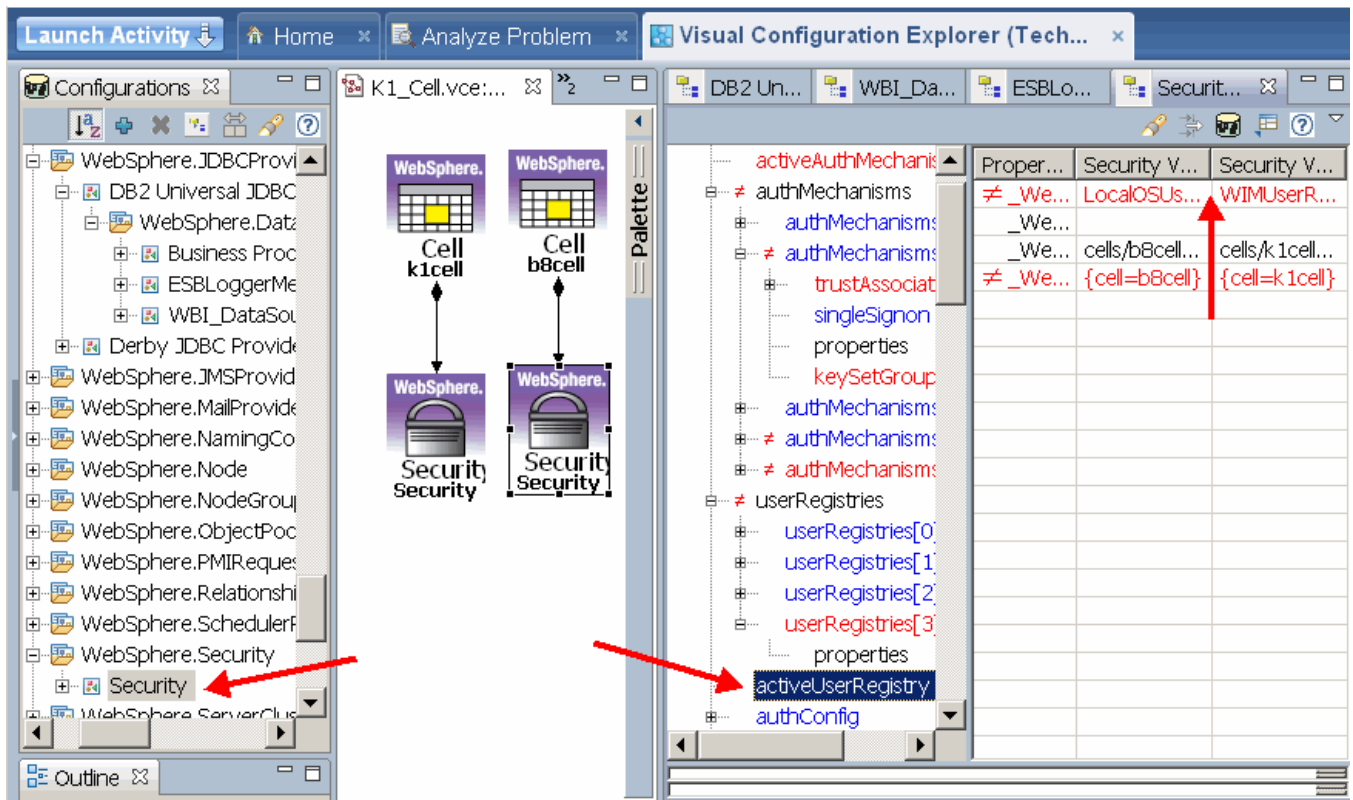 Launch Activity
Home
Analyze Problem
Visual Configuration Explorer (Tech...
Configurations
WebSphere.JDBCProvi
DB2 Universal JDBC
WebSphere.Data
Business Proc
ESBLoggerMe
WBI_DataSou
Derby JDBC Provide
WebSphere.JMSProvid
WebSphere.MailProvide
WebSphere.NamingCo
WebSphere.Node
WebSphere.NodeGroup
WebSphere.ObjectPoo
WebSphere.PMIReques
WebSphere.Relationshi
WebSphere.SchedulerP
WebSphere.Security
Security
WebSphere.ServerClus
Outline
K1_Cell.vce:...
»2
WebSphere.
Cell
k1cell
WebSphere.
Cell
b8cell
WebSphere.
Security
Security
WebSphere.
Security
Security
Palette
DB2 Un...
WBI_Da...
ESBLo...
Securit...
activeAuthMechanis
≠ authMechanisms
authMechanisms
≠ authMechanisms
trustAssociat
singleSignon
properties
keySetGroup
authMechanisms
≠ authMechanisms
≠ authMechanisms
≠ userRegistries
userRegistries[0]
userRegistries[1]
userRegistries[2]
userRegistries[3]
properties
activeUserRegistry
authConfig
Proper... Security V... Security V...
≠ _We... LocalOSUs... WIMUserR...
_We...
_We... cells/b8cell... cells/k1cell...
≠ _We... {cell=b8cell} {cell=k1cell}